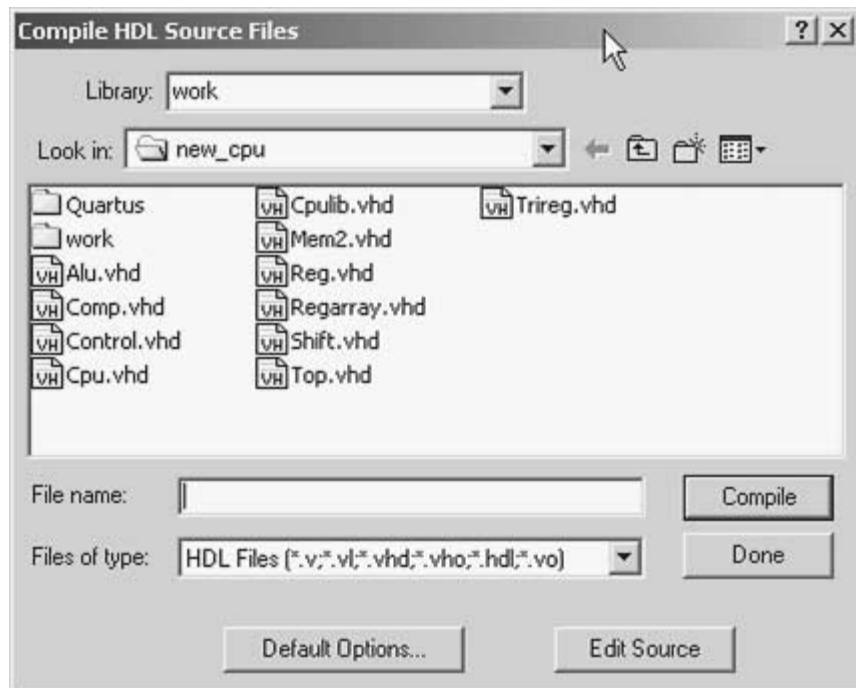 Compile HDL Source Files
Library: work
Look in: new_cpu
Quartus
work
Alu.vhd
Comp.vhd
Control.vhd
Cpu.vhd
Cpulib.vhd
Mem2.vhd
Reg.vhd
Regarray.vhd
Shift.vhd
Top.vhd
Trireg.vhd
File name:
Compile
Files of type: HDL Files (*.v;*.vl;*.vhd;*.vho;*.hdl;*.vo)
Done
Default Options...
Edit Source